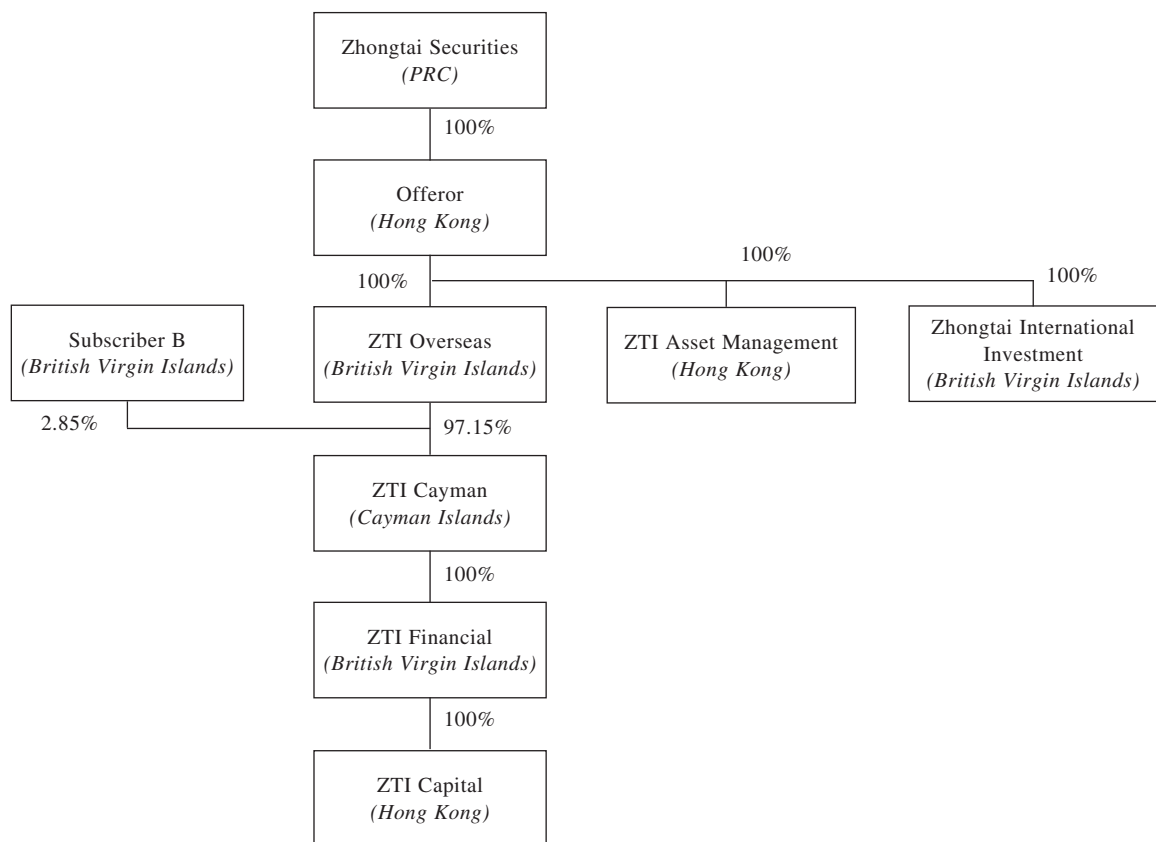 Zhongtai Securities
(PRC)
100%
Offeror
(Hong Kong)
100%
100%
100%
Subscriber B
(British Virgin Islands)
ZTI Overseas
(British Virgin Islands)
ZTI Asset Management
(Hong Kong)
Zhongtai International
Investment
(British Virgin Islands)
2.85%
97.15%
ZTI Cayman
(Cayman Islands)
100%
ZTI Financial
(British Virgin Islands)
100%
ZTI Capital
(Hong Kong)